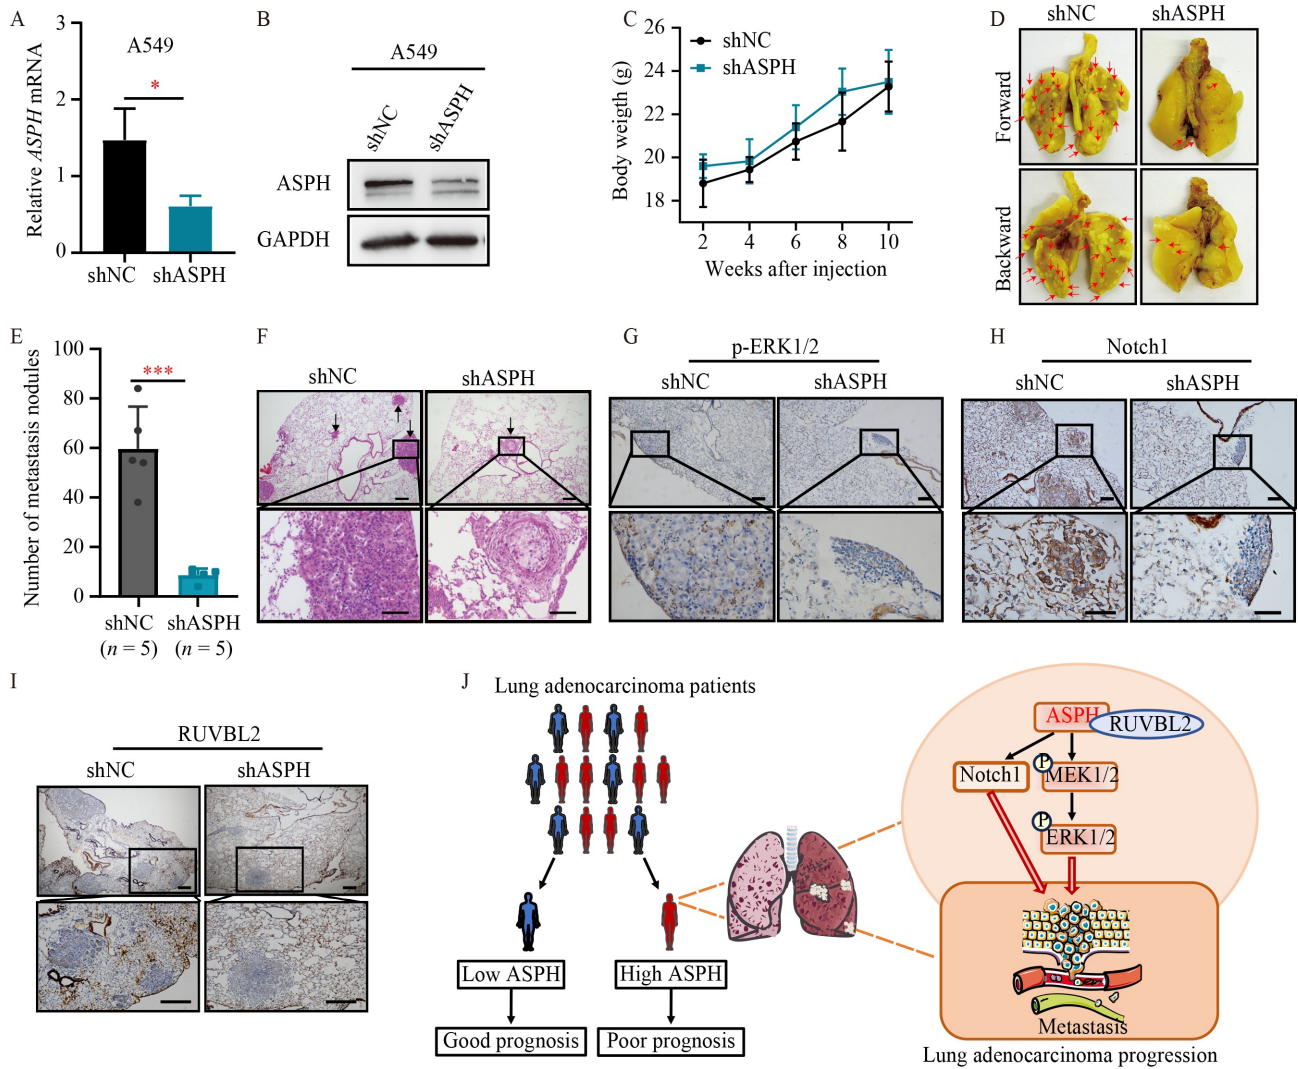 A
3
2
1
0
Relative ASPH mRNA
A549
*
shNC
shASPH
B
A549
shNC
shASPH
ASPH
GAPDH
C
26
24
22
20
18
Body weigth (g)
shNC
shASPH
2 4 6 8 10
Weeks after injection
D
shNC
shASPH
Forward
Backward
E
100
80
60
40
20
0
Number of metastasis nodules
***
shNC
(n = 5)
shASPH
(n = 5)
F
shNC
shASPH
G
p-ERK1/2
shNC
shASPH
H
Notch1
shNC
shASPH
I
RUVBL2
shNC
shASPH
J
Lung adenocarcinoma patients
Low ASPH
High ASPH
Good prognosis
Poor prognosis
ASPH
RUVBL2
Notch1
P
MEK1/2
P
ERK1/2
Metastasis
Lung adenocarcinoma progression